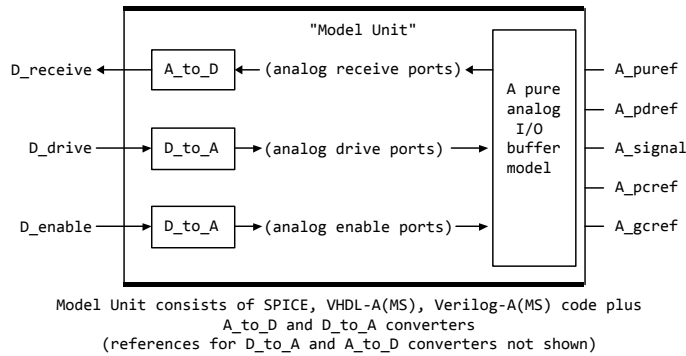 "Model Unit"
D_receive
A_to_D
(analog receive ports)
D_drive
D_to_A
(analog drive ports)
D_enable
D_to_A
(analog enable ports)
A pure
analog
I/O
buffer
model
A_puref
A_pdref
A_signal
A_pcref
A_gcref
Model Unit consists of SPICE, VHDL-A(MS), Verilog-A(MS) code plus
A_to_D and D_to_A converters
(references for D_to_A and A_to_D converters not shown)